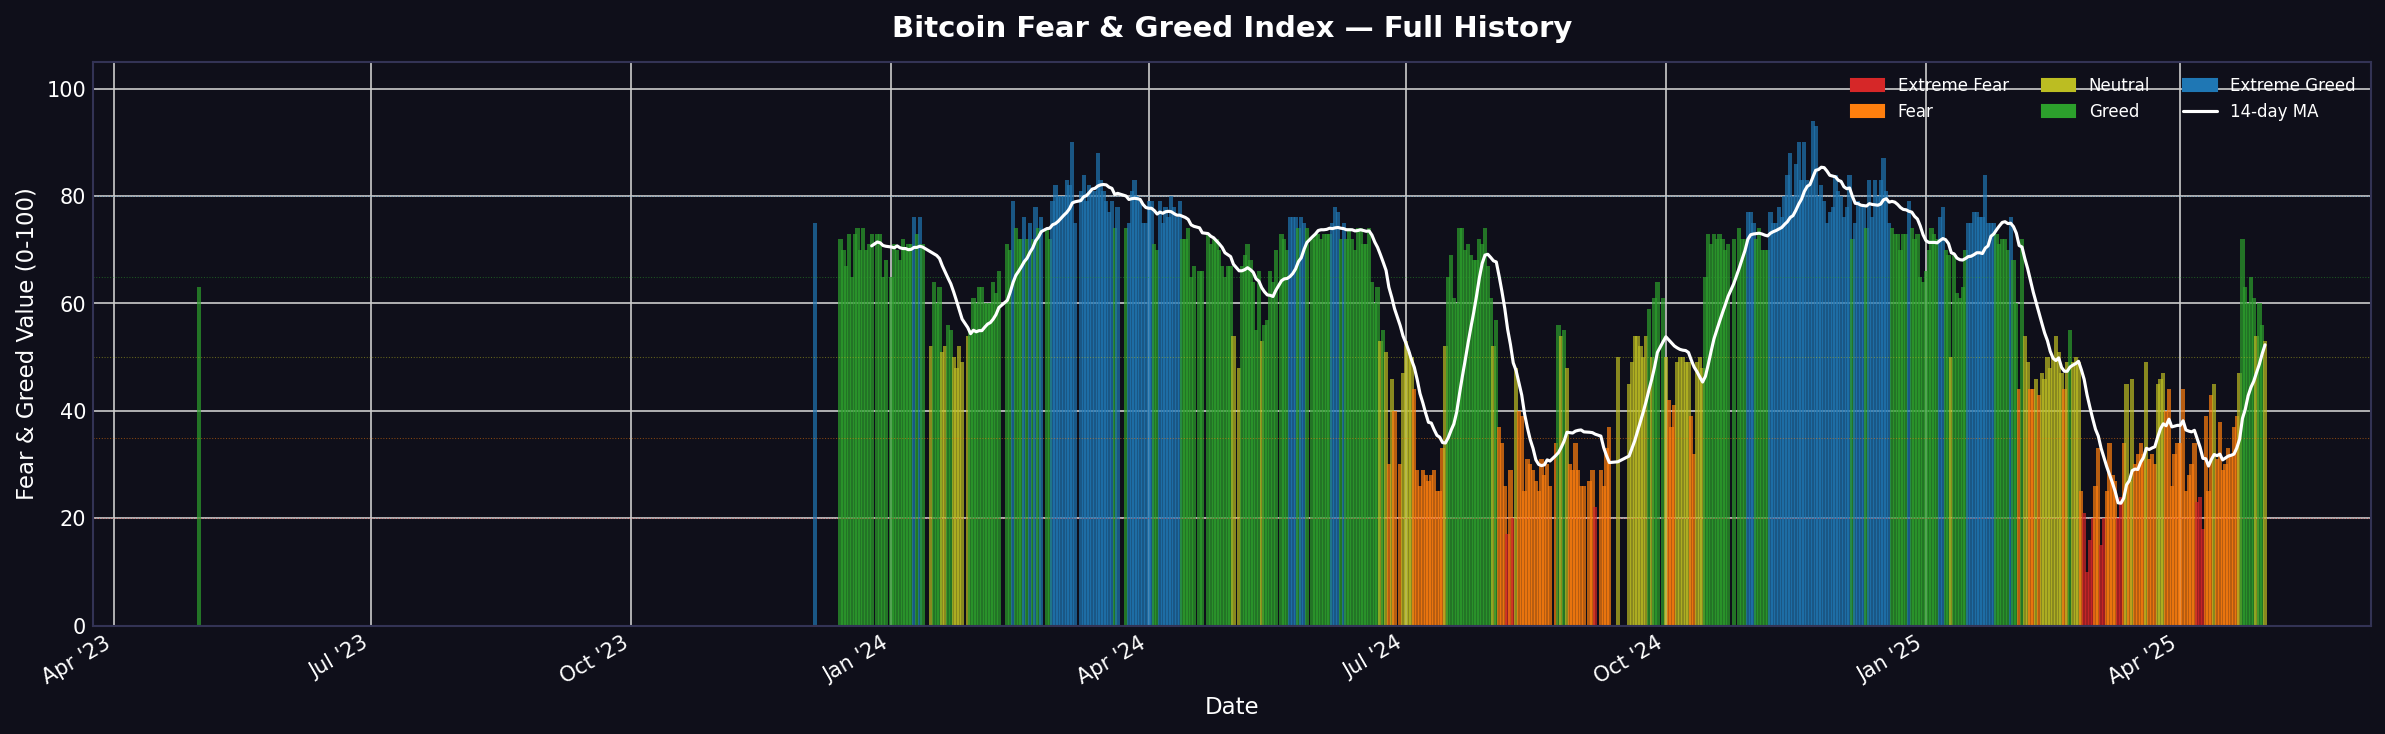 Bitcoin Fear & Greed Index — Full History
Fear & Greed Value (0-100)
100
80
60
40
20
0
Extreme Fear
Fear
Neutral
Greed
Extreme Greed
14-day MA
Apr '23
Jul '23
Oct '23
Jan '24
Apr '24
Jul '24
Oct '24
Jan '25
Apr '25
Date